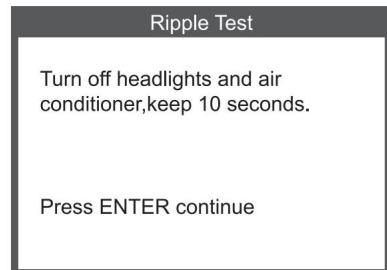 Ripple Test
Turn off headlights and air
conditioner,keep 10 seconds.
Press ENTER continue